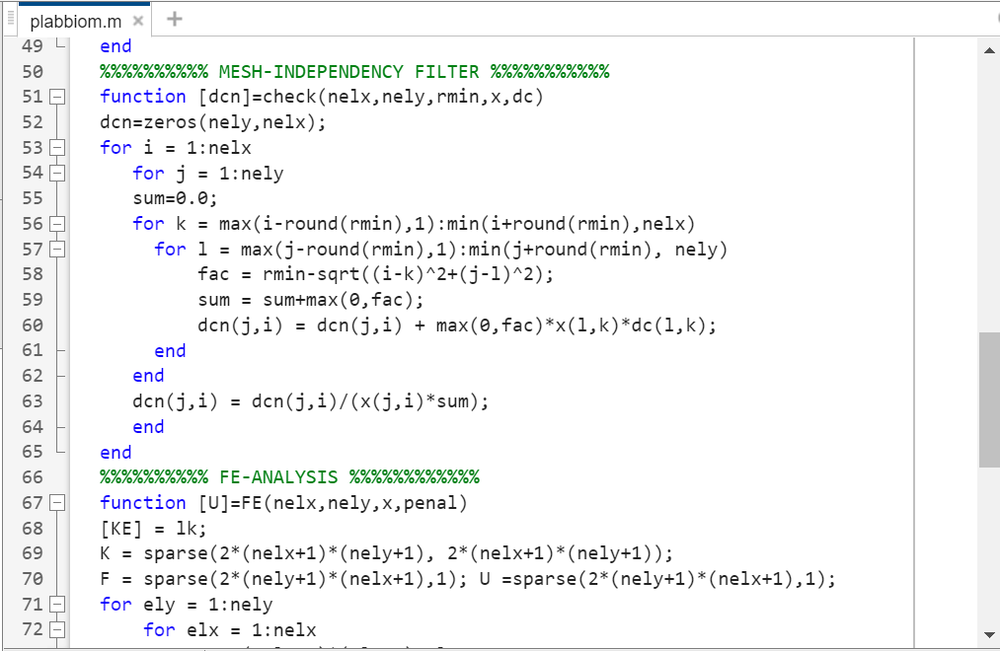 plabbiom.m × +
49 end
50 %%%%%%%%%% MESH-INDEPENDENCY FILTER %%%%%%%%%%%
51 function [dcn]=check(nelx,nely,rmin,x,dc)
52 dcn=zeros(nely,nelx);
53 for i = 1:nelx
54 for j = 1:nely
55 sum=0.0;
56 for k = max(i-round(rmin),1):min(i+round(rmin),nelx)
57 for l = max(j-round(rmin),1):min(j+round(rmin), nely)
58 fac = rmin-sqrt((i-k)^2+(j-l)^2);
59 sum = sum+max(0,fac);
60 dcn(j,i) = dcn(j,i) + max(0,fac)*x(l,k)*dc(l,k);
61 end
62 end
63 dcn(j,i) = dcn(j,i)/(x(j,i)*sum);
64 end
65 end
66 %%%%%%%%%% FE-ANALYSIS %%%%%%%%%%%%
67 function [U]=FE(nelx,nely,x,penal)
68 [KE] = lk;
69 K = sparse(2*(nelx+1)*(nely+1), 2*(nelx+1)*(nely+1));
70 F = sparse(2*(nely+1)*(nelx+1),1); U =sparse(2*(nely+1)*(nelx+1),1);
71 for ely = 1:nely
72 for elx = 1:nelx